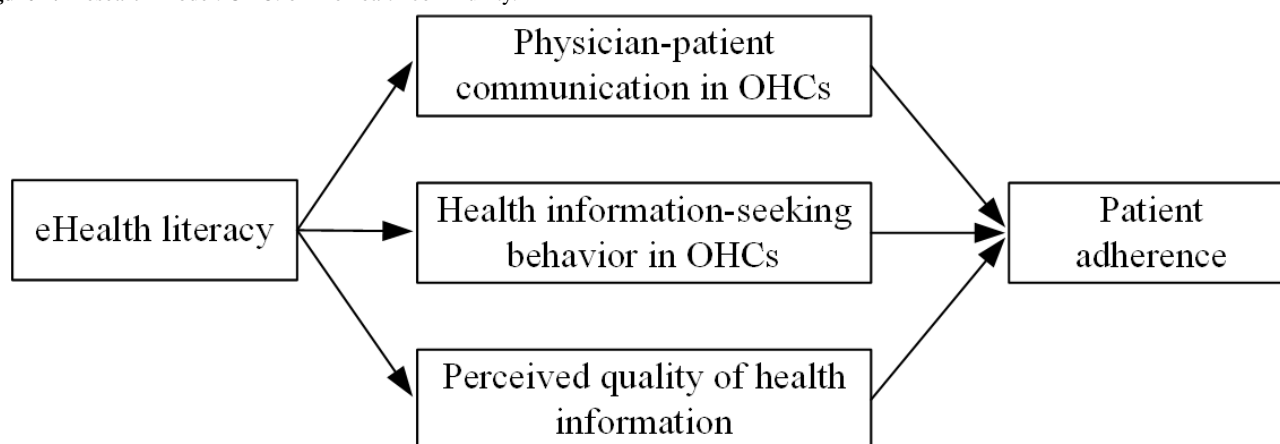 Physician-patient
communication in OHCs
eHealth literacy
Health information-seeking
behavior in OHCs
Patient
adherence
Perceived quality of health
information